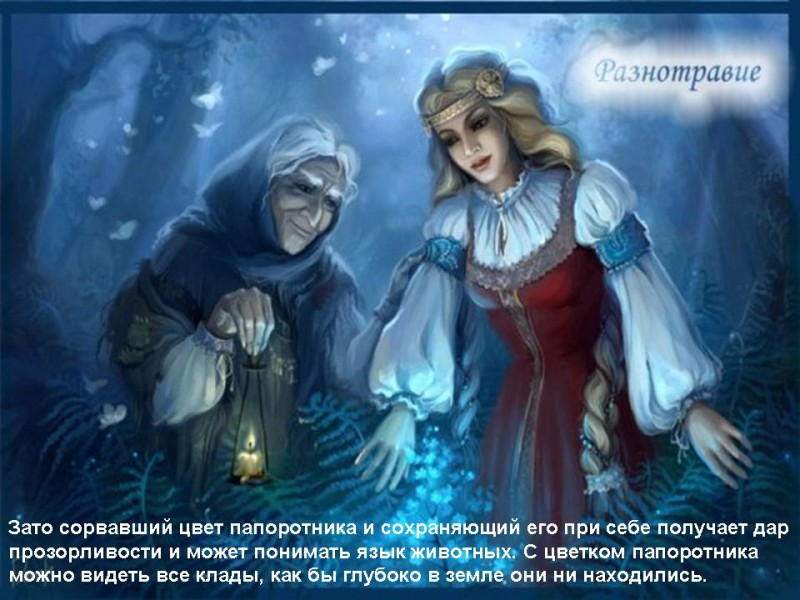 Разнотравие
Зато сорвавший цвет папоротника и сохраняющий его при себе получает дар
прозорливости и может понимать язык животных. С цветком папоротника
можно видеть все клады, как бы глубоко в земле они ни находились.